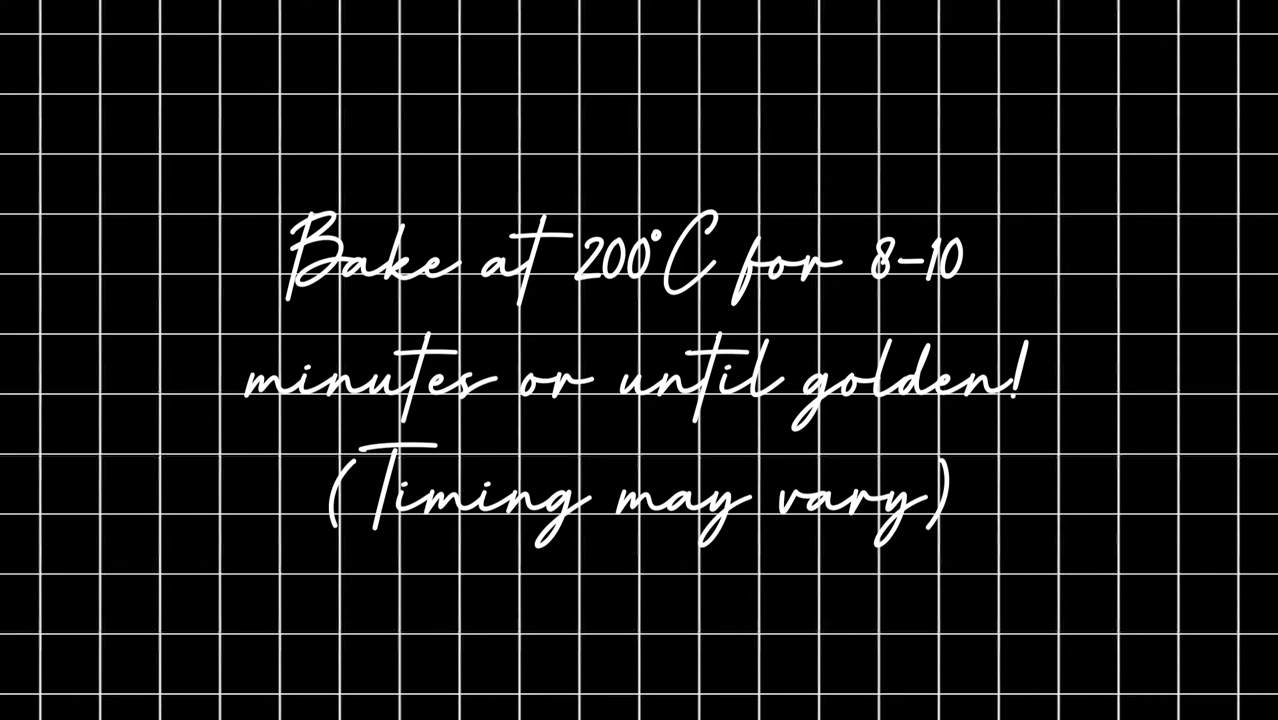 Bake at 200°C for 8-10
minutes or until golden!
(Timing may vary)